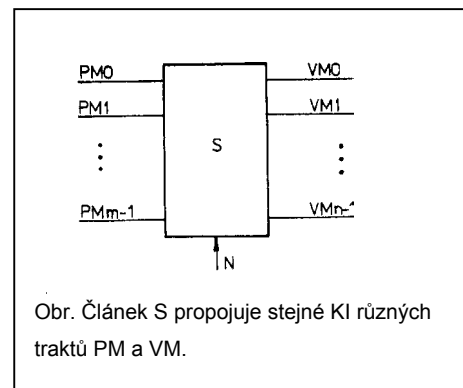 PM0
VM0
PM1
VM1
S
PMm-1
VMn-1
N
Obr. Článek S propojuje stejné KI různých
traktů PM a VM.